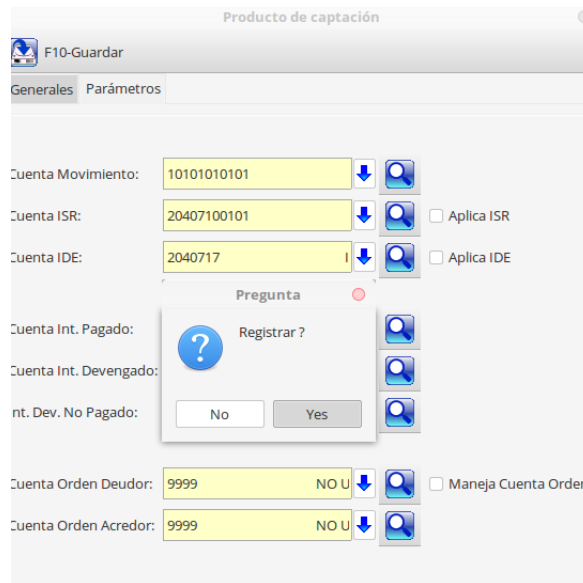 Producto de captación
F10-Guardar
Generales Parámetros
Cuenta Movimiento: 10101010101
Cuenta ISR: 20407100101 Aplica ISR
Cuenta IDE: 2040717 I Aplica IDE
Pregunta
Cuenta Int. Pagado:
Registrar ?
Cuenta Int. Devengado:
Int. Dev. No Pagado:
No Yes
Cuenta Orden Deudor: 9999 NO U Maneja Cuenta Orden
Cuenta Orden Acredor: 9999 NO U